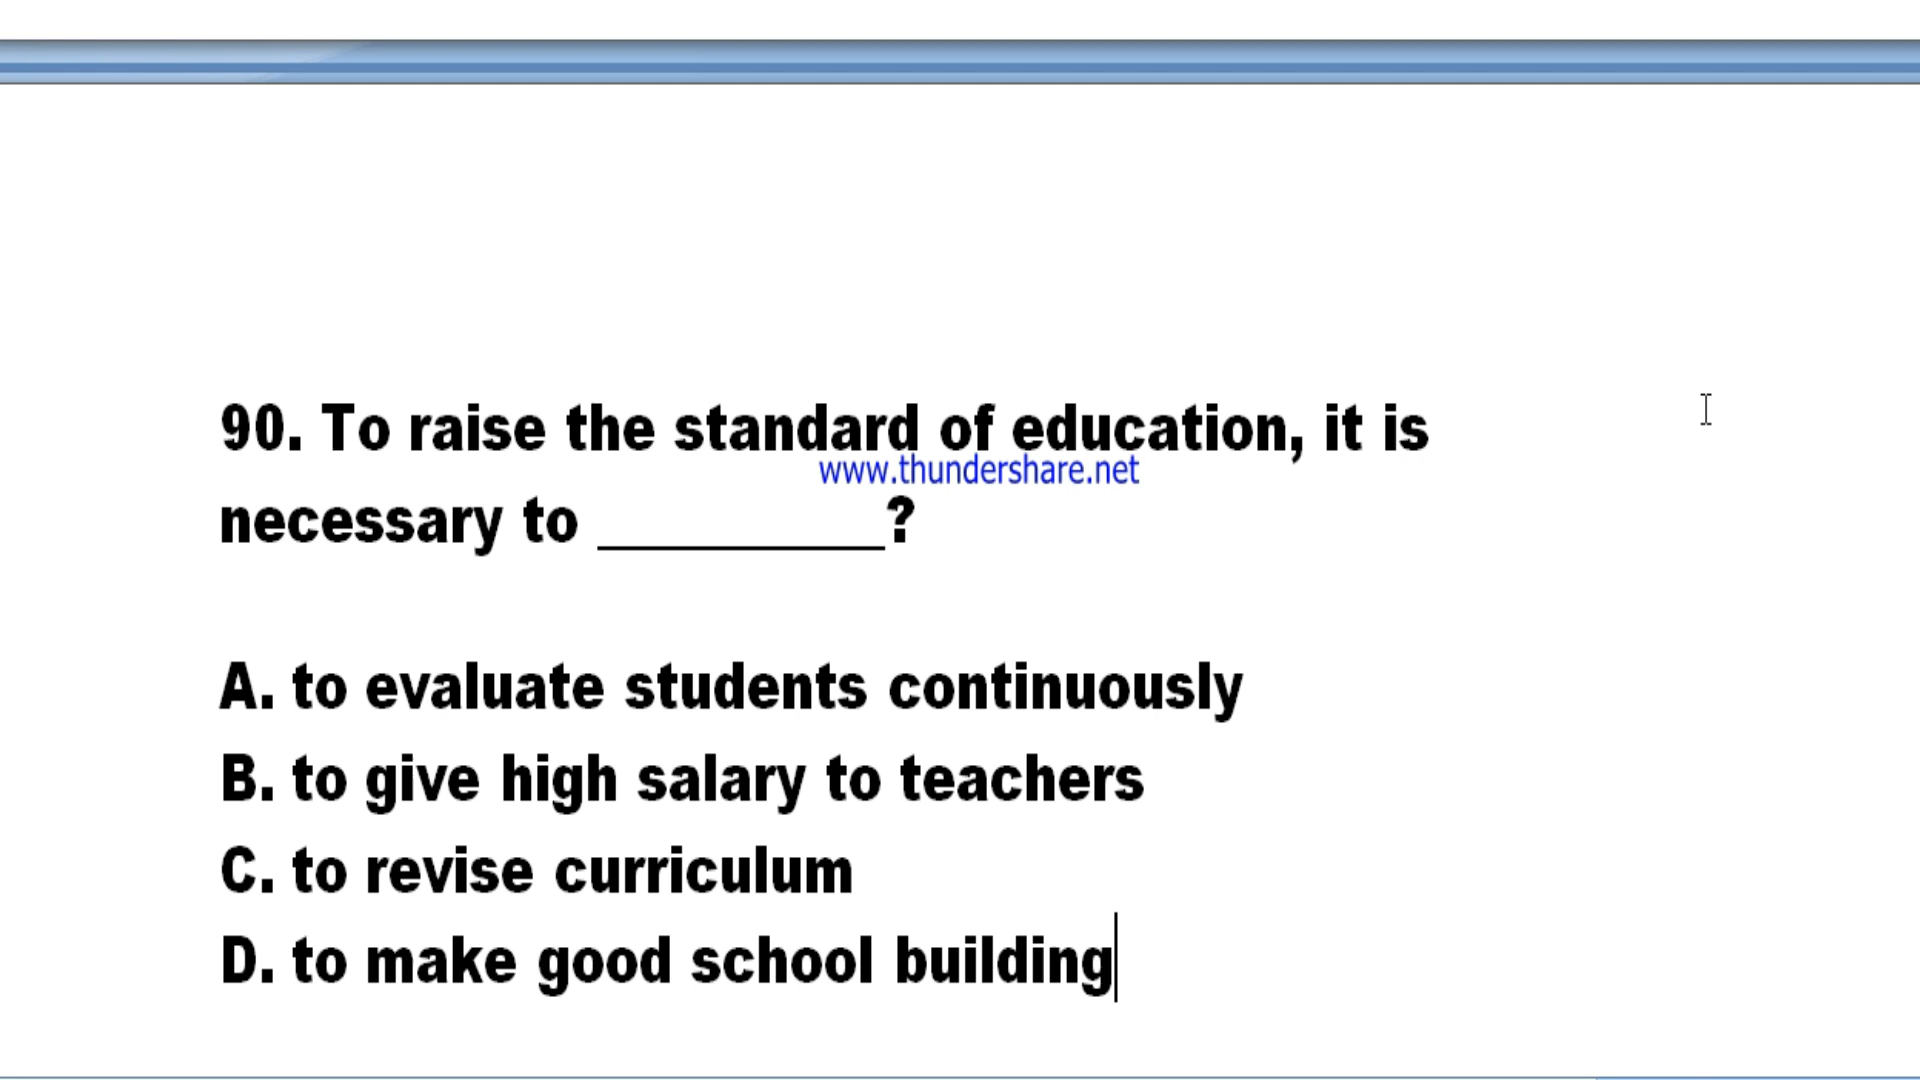 90. To raise the standard of education, it is
www.thundershare.net
necessary to _________?
A. to evaluate students continuously
B. to give high salary to teachers
C. to revise curriculum
D. to make good school building